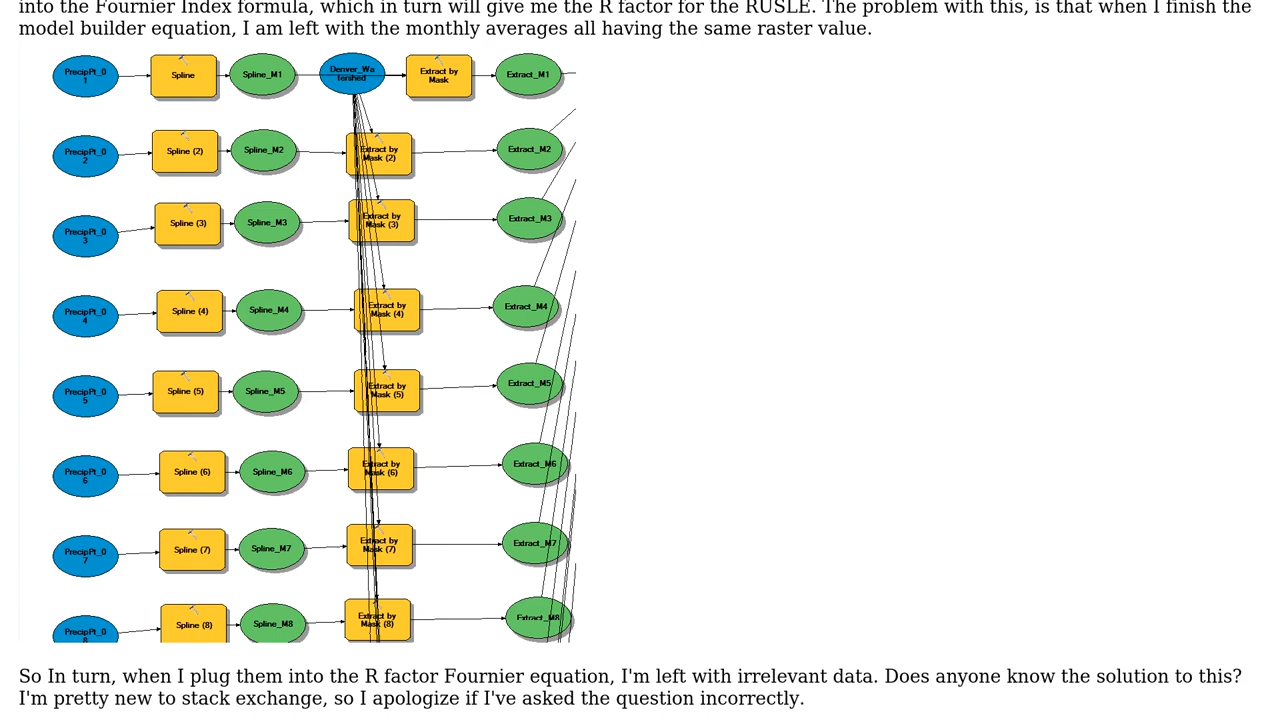 into the Fournier Index formula, which in turn will give me the R factor for the RUSLE. The problem with this, is that when I finish the
model builder equation, I am left with the monthly averages all having the same raster value.
PrecipPt_0
1
Spline
Spline_M1
Denver_Wa
tershed
Extract by
Mask
Extract_M1
PrecipPt_0
2
Spline (2)
Spline_M2
Extract by
Mask (2)
Extract_M2
PrecipPt_0
3
Spline (3)
Spline_M3
Extract by
Mask (3)
Extract_M3
PrecipPt_0
4
Spline (4)
Spline_M4
Extract by
Mask (4)
Extract_M4
PrecipPt_0
5
Spline (5)
Spline_M5
Extract by
Mask (5)
Extract_M5
PrecipPt_0
6
Spline (6)
Spline_M6
Extract by
Mask (6)
Extract_M6
PrecipPt_0
7
Spline (7)
Spline_M7
Extract by
Mask (7)
Extract_M7
PrecipPt_0
8
Spline (8)
Spline_M8
Extract by
Mask (8)
Extract_M8
So In turn, when I plug them into the R factor Fournier equation, I'm left with irrelevant data. Does anyone know the solution to this?
I'm pretty new to stack exchange, so I apologize if I've asked the question incorrectly.